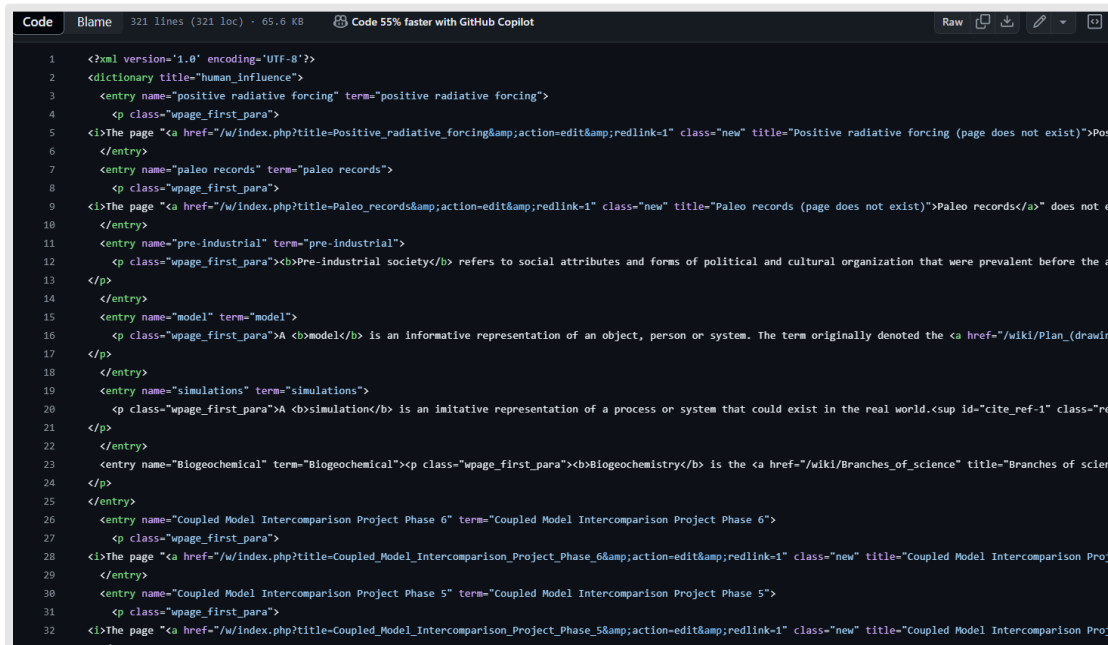 Code Blame 321 lines (321 loc) · 65.6 KB Code 55% faster with GitHub Copilot Raw
1 <?xml version='1.0' encoding='UTF-8'?>
2 <dictionary title="human_influence">
3 <entry name="positive radiative forcing" term="positive radiative forcing">
4 <p class="wpage_first_para">
5 <i>The page "<a href="/w/index.php?title=Positive_radiative_forcing&amp;action=edit&amp;redlink=1" class="new" title="Positive radiative forcing (page does not exist)">Pos
6 </entry>
7 <entry name="paleo records" term="paleo records">
8 <p class="wpage_first_para">
9 <i>The page "<a href="/w/index.php?title=Paleo_records&amp;action=edit&amp;redlink=1" class="new" title="Paleo records (page does not exist)">Paleo records</a>" does not e
10 </entry>
11 <entry name="pre-industrial" term="pre-industrial">
12 <p class="wpage_first_para"><b>Pre-industrial society</b> refers to social attributes and forms of political and cultural organization that were prevalent before the a
13 </p>
14 </entry>
15 <entry name="model" term="model">
16 <p class="wpage_first_para">A <b>model</b> is an informative representation of an object, person or system. The term originally denoted the <a href="/wiki/Plan_(drawin
17 </p>
18 </entry>
19 <entry name="simulations" term="simulations">
20 <p class="wpage_first_para">A <b>simulation</b> is an imitative representation of a process or system that could exist in the real world.<sup id="cite_ref-1" class="re
21 </p>
22 </entry>
23 <entry name="Biogeochemical" term="Biogeochemical"><p class="wpage_first_para"><b>Biogeochemistry</b> is the <a href="/wiki/Branches_of_science" title="Branches of scien
24 </p>
25 </entry>
26 <entry name="Coupled Model Intercomparison Project Phase 6" term="Coupled Model Intercomparison Project Phase 6">
27 <p class="wpage_first_para">
28 <i>The page "<a href="/w/index.php?title=Coupled_Model_Intercomparison_Project_Phase_6&amp;action=edit&amp;redlink=1" class="new" title="Coupled Model Intercomparison Proj
29 </entry>
30 <entry name="Coupled Model Intercomparison Project Phase 5" term="Coupled Model Intercomparison Project Phase 5">
31 <p class="wpage_first_para">
32 <i>The page "<a href="/w/index.php?title=Coupled_Model_Intercomparison_Project_Phase_5&amp;action=edit&amp;redlink=1" class="new" title="Coupled Model Intercomparison Proj